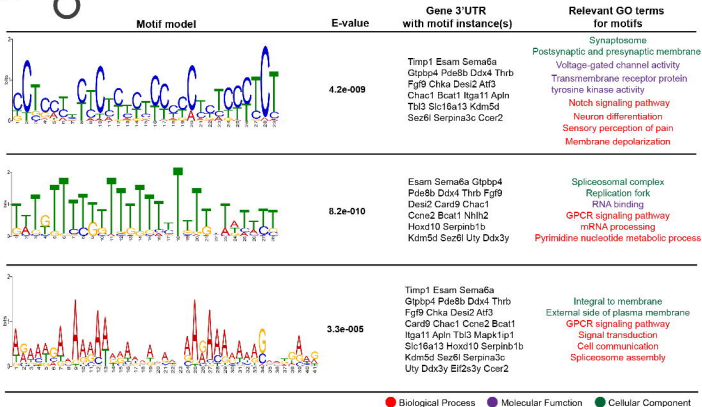 Motif model
E-value
Gene 3'UTR
with motif instance(s)
Relevant GO terms
for motifs
4.2e-009
Timp1 Esam Sema6a
Gtpbp4 Pde8b Ddx4 Thrb
Fgf9 Chka Desi2 Atf3
Chac1 Bcat1 Itga11 Apln
Tbl3 Slc16a13 Kdm5d
Sez6l Serpina3c Ccer2
Synaptosome
Postsynaptic and presynaptic membrane
Voltage-gated channel activity
Transmembrane receptor protein
tyrosine kinase activity
Notch signaling pathway
Neuron differentiation
Sensory perception of pain
Membrane depolarization
8.2e-010
Esam Sema6a Gtpbp4
Pde8b Ddx4 Thrb Fgf9
Desi2 Card9 Chac1
Ccne2 Bcat1 Nhlh2
Hoxd10 Serpinb1b
Kdm5d Sez6l Uty Ddx3y
Spliceosomal complex
Replication fork
RNA binding
GPCR signaling pathway
mRNA processing
Pyrimidine nucleotide metabolic process
3.3e-005
Timp1 Esam Sema6a
Gtpbp4 Pde8b Ddx4 Thrb
Fgf9 Chka Desi2 Atf3
Card9 Chac1 Ccne2 Bcat1
Itga11 Apln Tbl3 Mapk1ip1
Slc16a13 Hoxd10 Serpinb1b
Kdm5d Sez6l Serpina3c
Uty Ddx3y Eif2s3y Ccer2
Integral to membrane
External side of plasma membrane
GPCR signaling pathway
Signal transduction
Cell communication
Spliceosome assembly
Biological Process
Molecular Function
Cellular Component